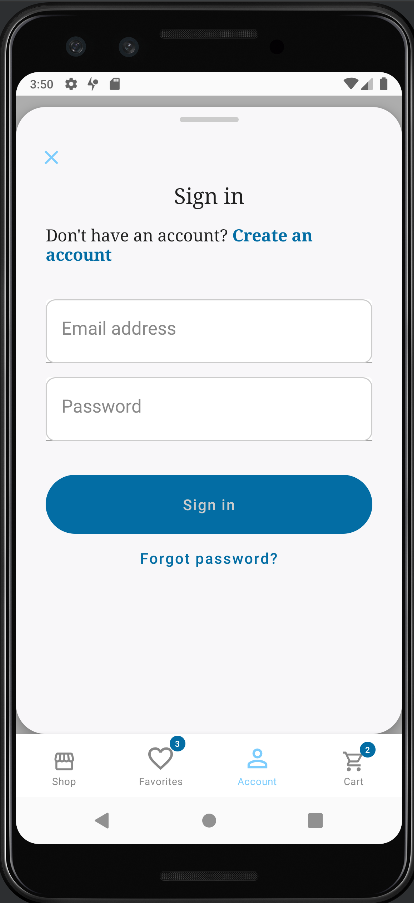 3:50
Sign in
Don't have an account? Create an
account
Email address
Password
Sign in
Forgot password?
3
2
Shop
Favorites
Account
Cart